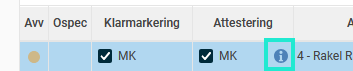 Avv Ospec Klarmarkering Attestering A
MK MK i 4 - Rakel R